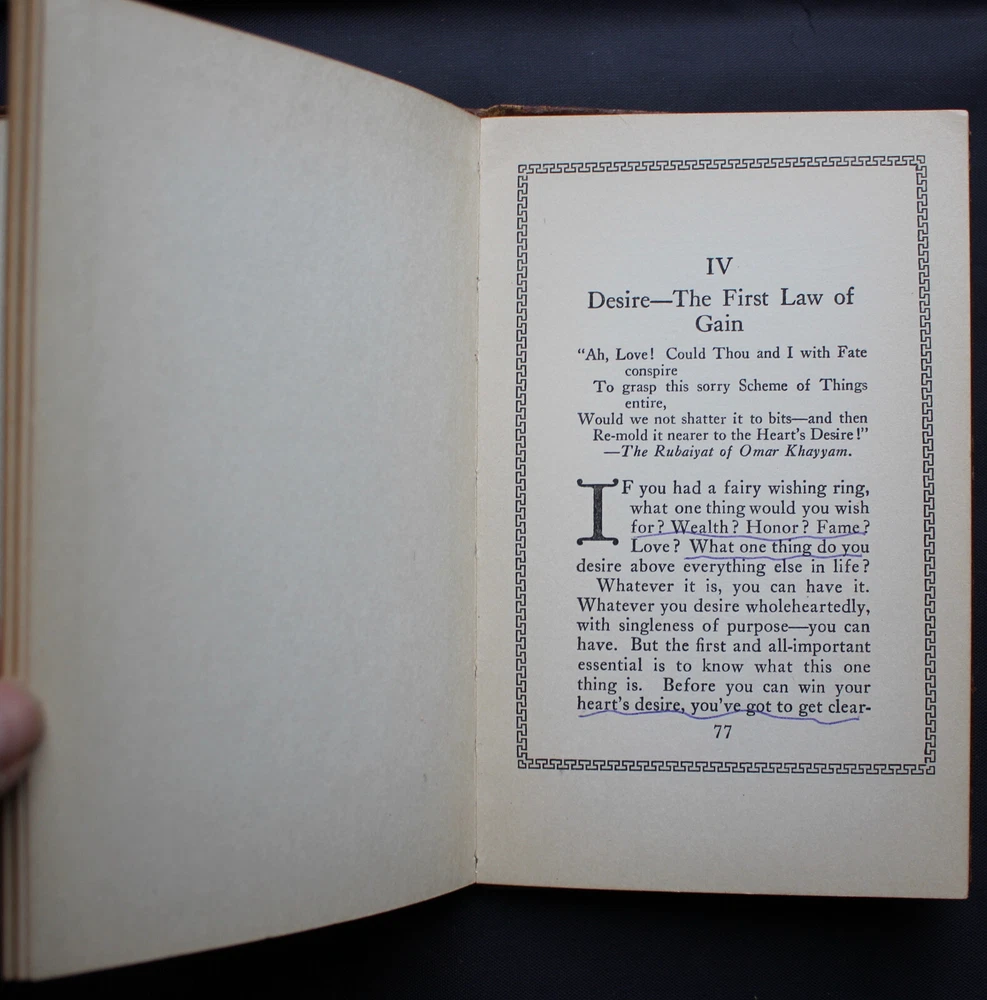 IV
Desire—The First Law of
Gain
"Ah, Love! Could Thou and I with Fate
conspire
To grasp this sorry Scheme of Things
entire,
Would we not shatter it to bits—and then
Re-mold it nearer to the Heart's Desire!"
—The Rubaiyat of Omar Khayyam.
IF you had a fairy wishing ring,
what one thing would you wish
for? Wealth? Honor? Fame?
Love? What one thing do you
desire above everything else in life?
Whatever it is, you can have it.
Whatever you desire wholeheartedly,
with singleness of purpose—you can
have. But the first and all-important
essential is to know what this one
thing is. Before you can win your
heart's desire, you've got to get clear-
77